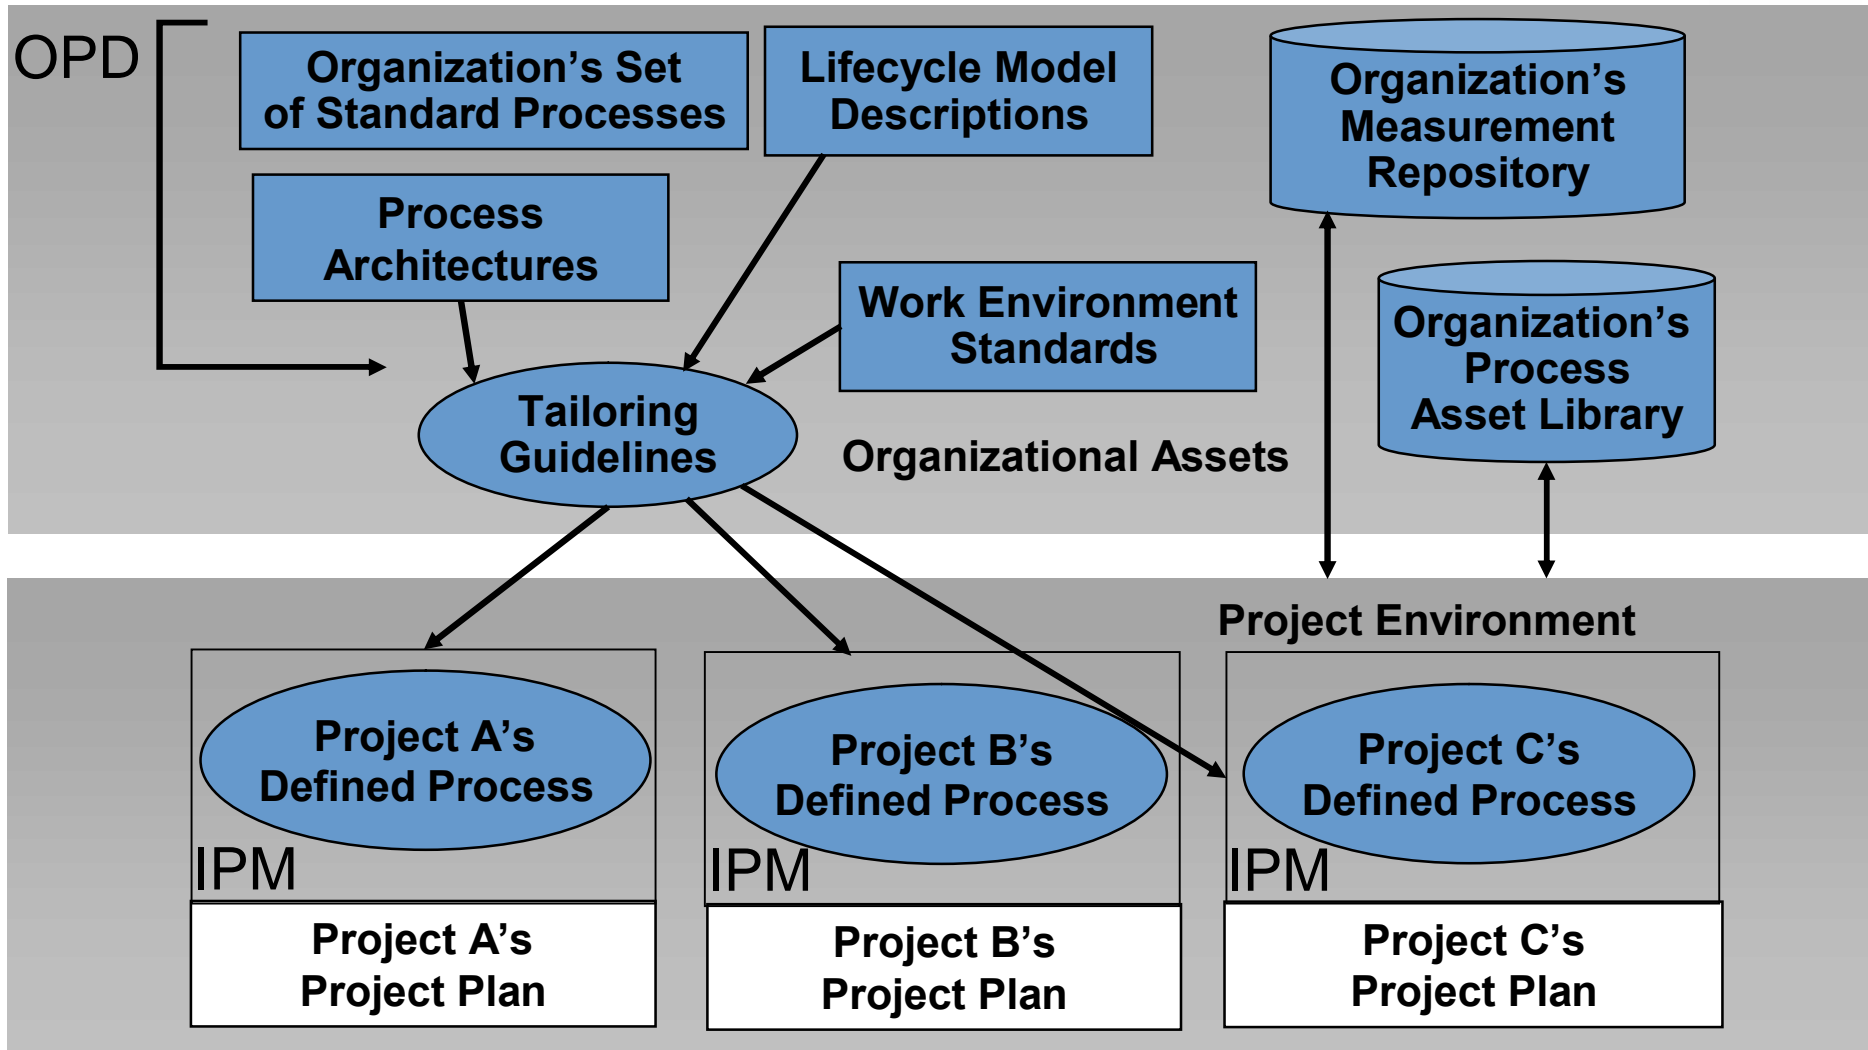 OPD
Organization’s Set
of Standard Processes
Lifecycle Model
Descriptions
Organization’s
Measurement
Repository
Process
Architectures
Work Environment
Standards
Organization’s
Process
Asset Library
Tailoring
Guidelines
Organizational Assets
Project Environment
Project A’s
Defined Process
IPM
Project A’s
Project Plan
Project B’s
Defined Process
IPM
Project B’s
Project Plan
Project C’s
Defined Process
IPM
Project C’s
Project Plan